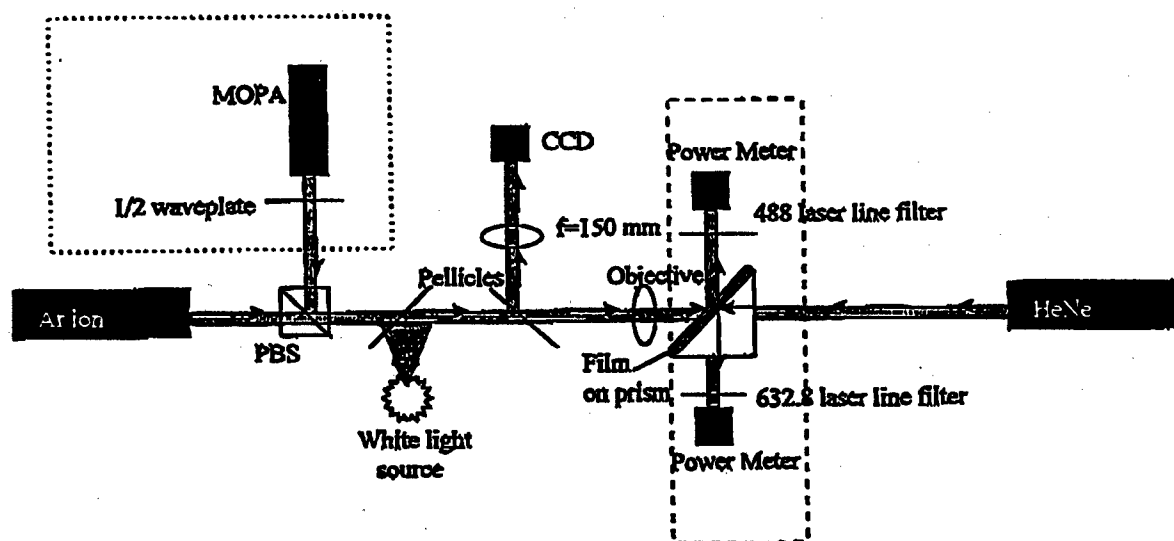 MOPA
CCD
Power Meter
1/2 waveplate
488 laser line filter
f=150 mm
Pellicles
Objective
Ar ion
HeNe
PBS
Film
on prism
632.8 laser line filter
White light
source
Power Meter